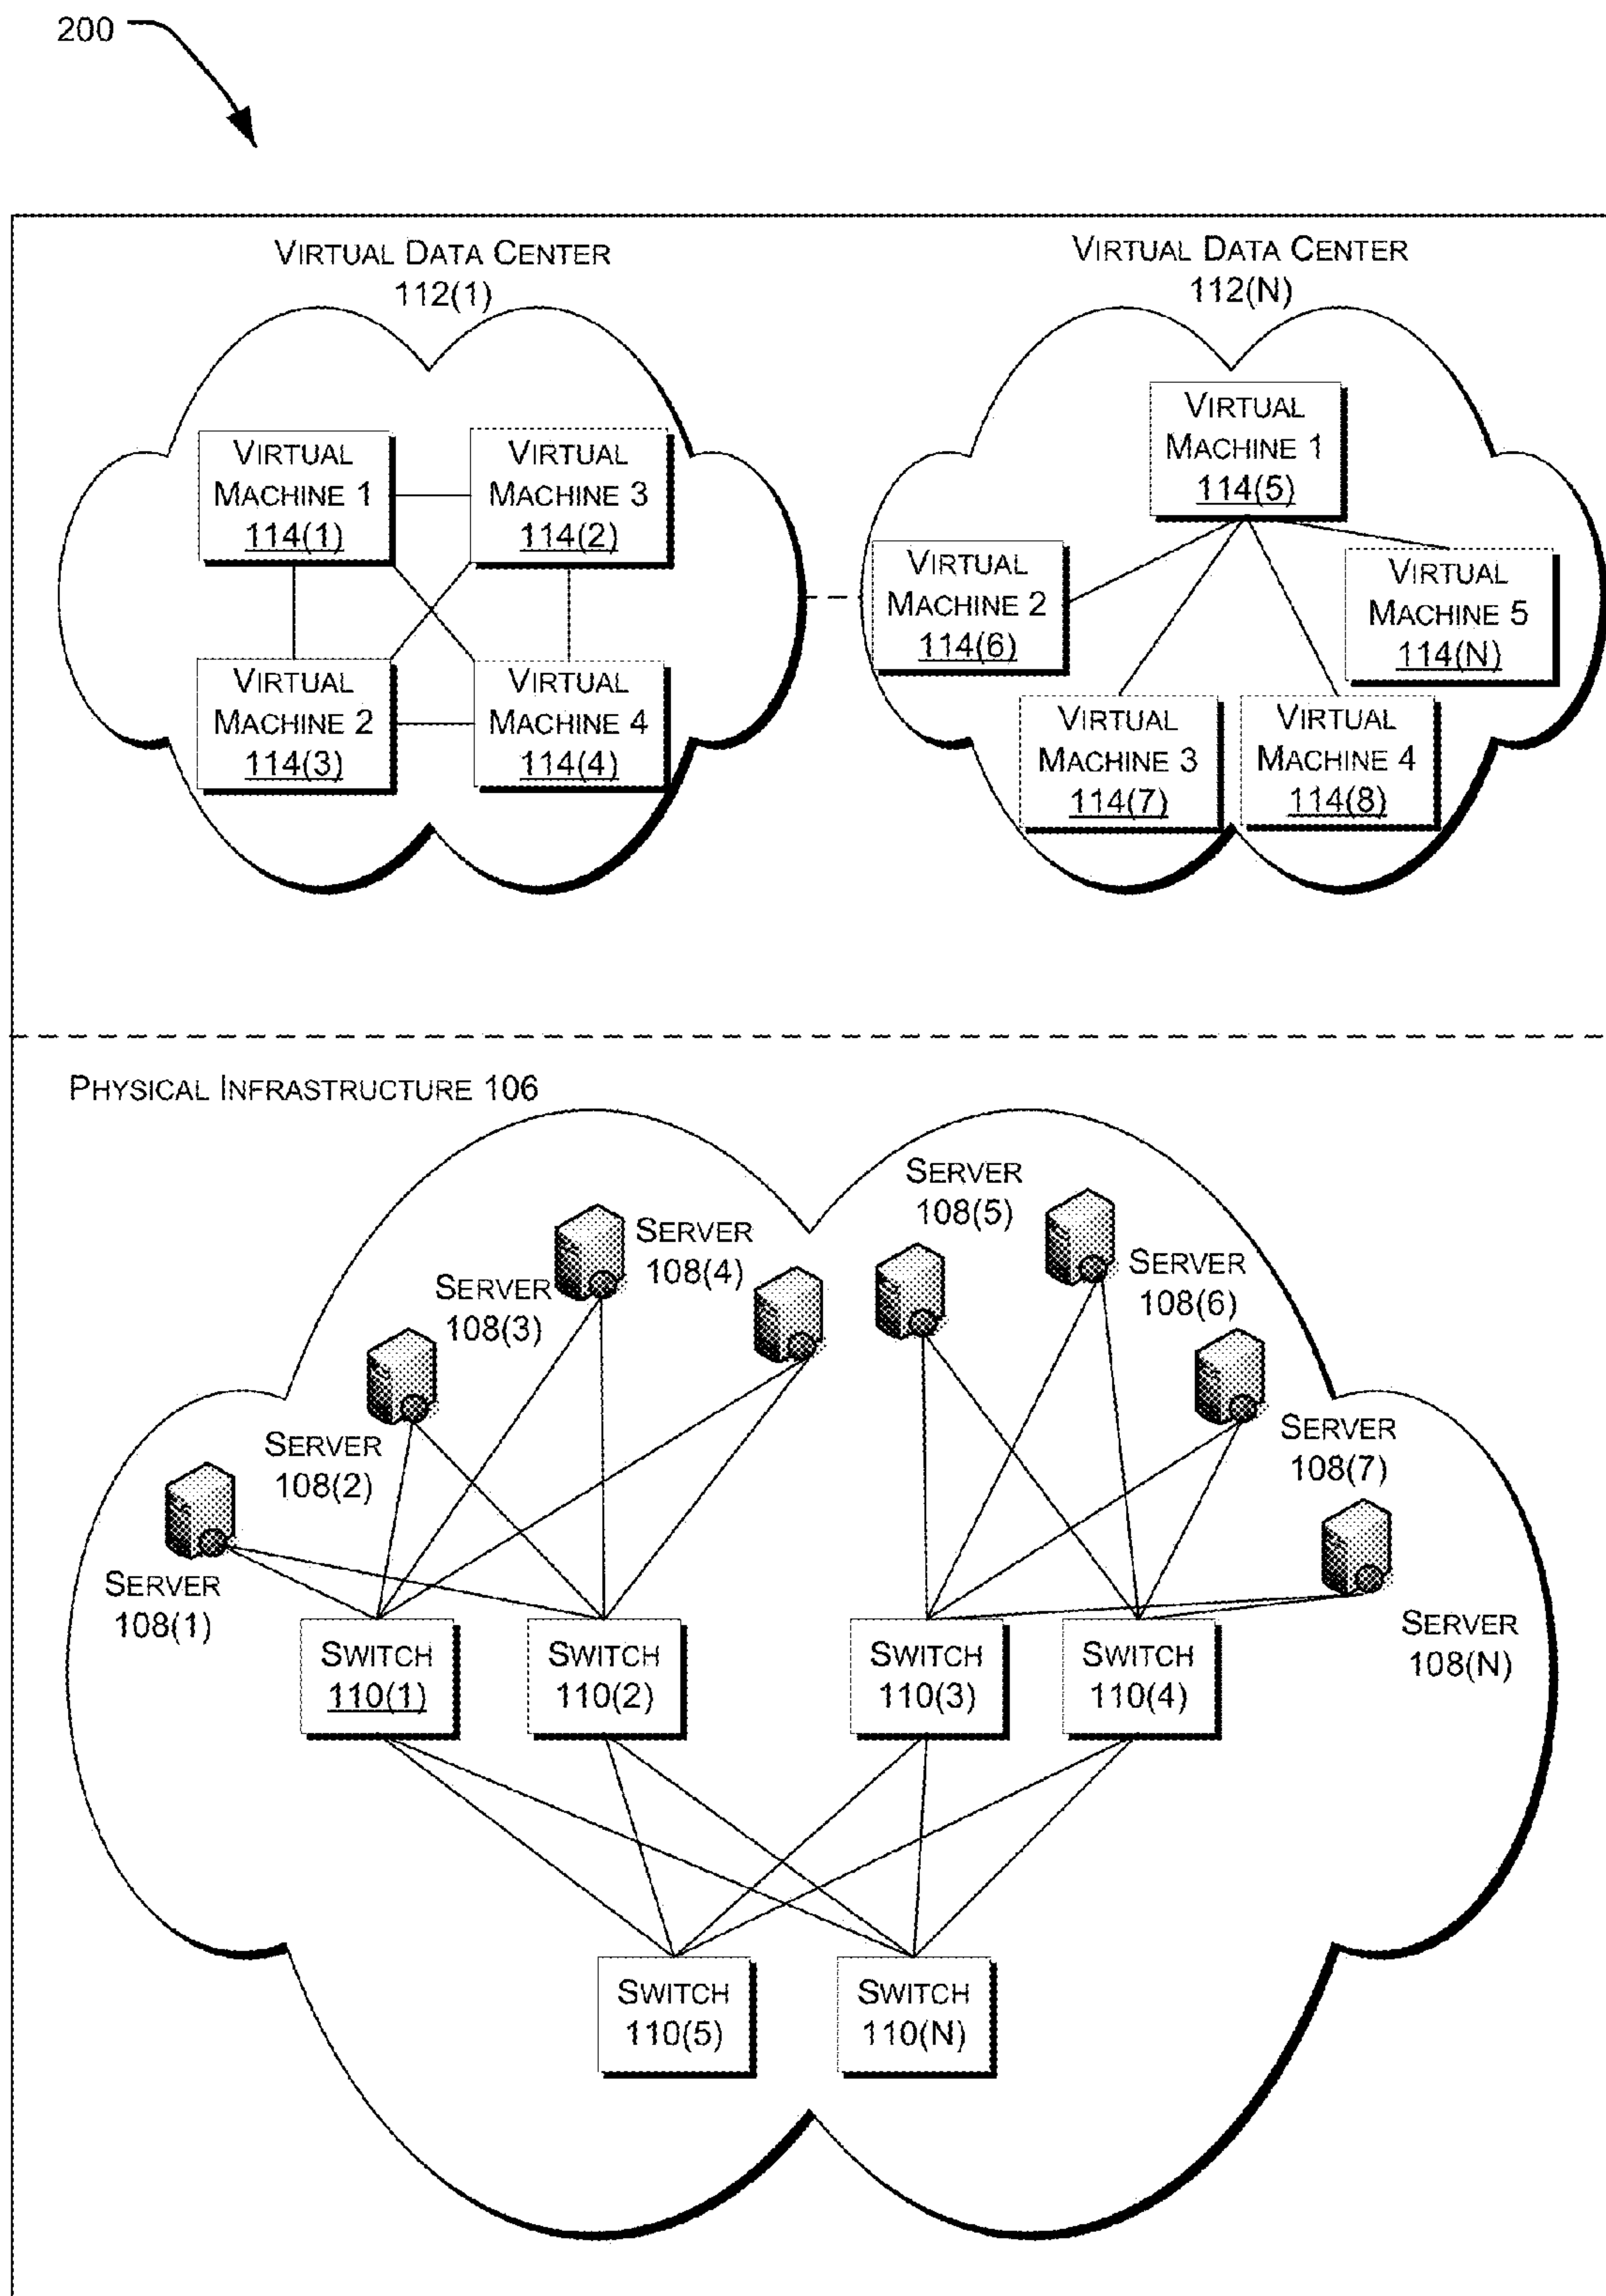 200
VIRTUAL DATA CENTER
112(1)
VIRTUAL DATA CENTER
112(N)
VIRTUAL
MACHINE 1
114(1)
VIRTUAL
MACHINE 3
114(2)
VIRTUAL
MACHINE 2
114(3)
VIRTUAL
MACHINE 4
114(4)
VIRTUAL
MACHINE 1
114(5)
VIRTUAL
MACHINE 2
114(6)
VIRTUAL
MACHINE 5
114(N)
VIRTUAL
MACHINE 3
114(7)
VIRTUAL
MACHINE 4
114(8)
PHYSICAL INFRASTRUCTURE 106
SERVER
108(1)
SERVER
108(2)
SERVER
108(3)
SERVER
108(4)
SERVER
108(5)
SERVER
108(6)
SERVER
108(7)
SERVER
108(N)
SWITCH
110(1)
SWITCH
110(2)
SWITCH
110(3)
SWITCH
110(4)
SWITCH
110(5)
SWITCH
110(N)